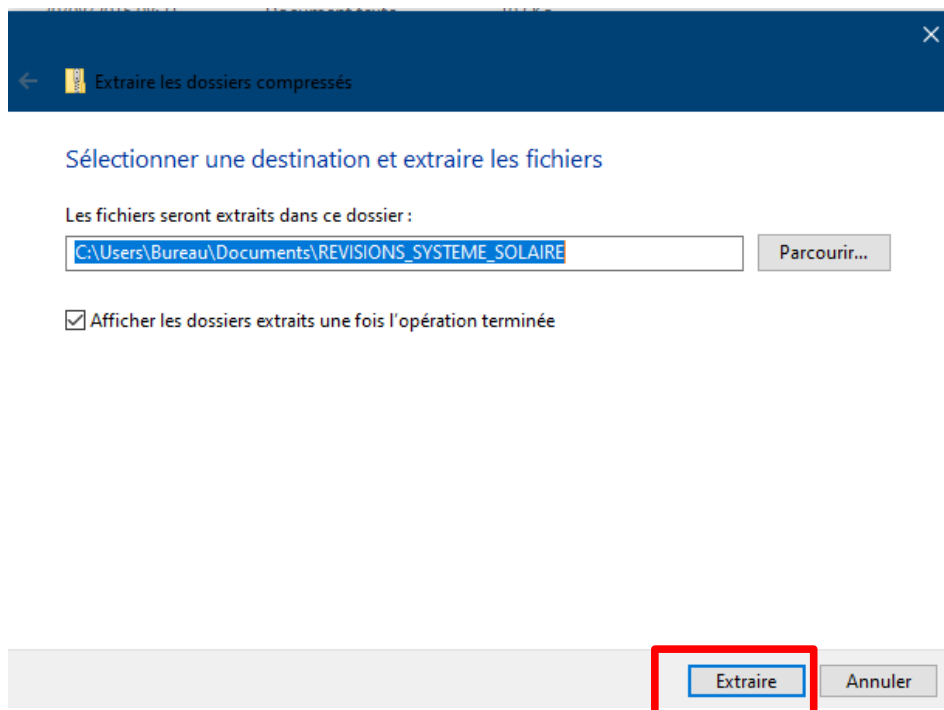 Extraire les dossiers compressés
Sélectionner une destination et extraire les fichiers
Les fichiers seront extraits dans ce dossier :
C:\Users\Bureau\Documents\REVISIONS_SYSTEME_SOLAIRE
Parcourir...
Afficher les dossiers extraits une fois l'opération terminée
Extraire
Annuler